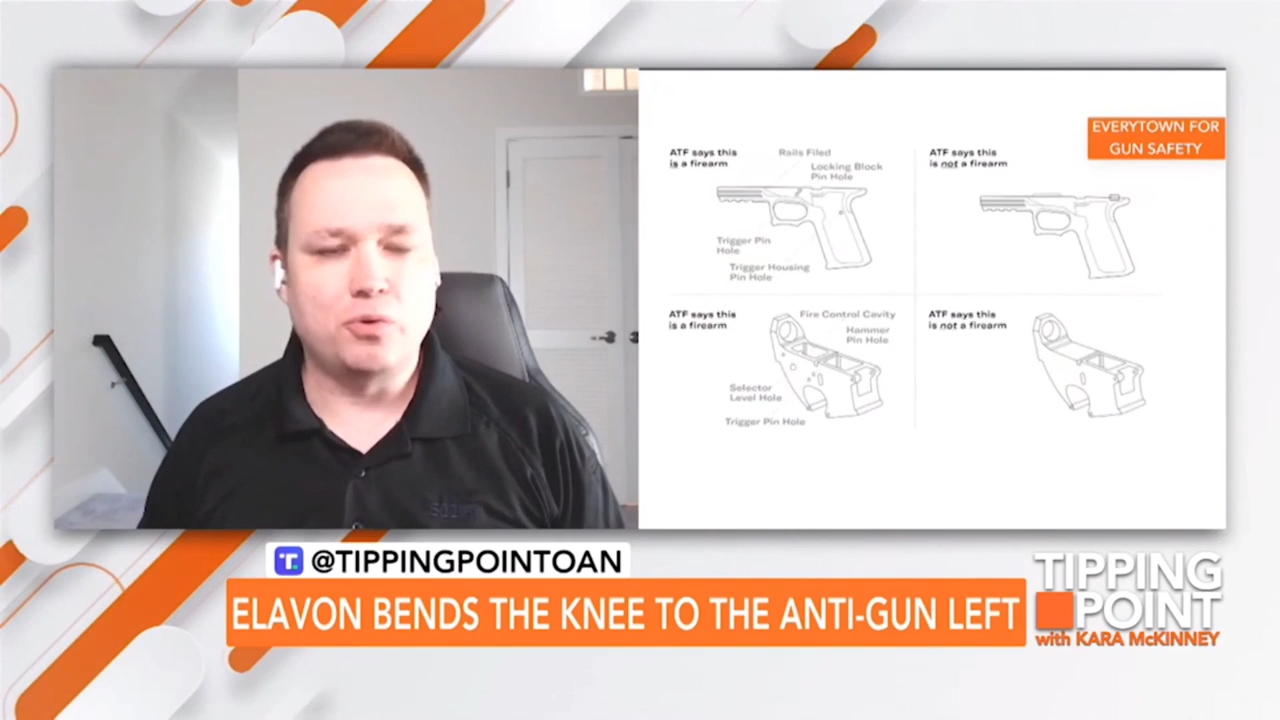 EVERYTOWN FOR
GUN SAFETY
ATF says this
is a firearm
Rails Filed
Locking Block
Pin Hole
Trigger Pin
Hole
Trigger Housing
Pin Hole
ATF says this
is not a firearm
ATF says this
is a firearm
Fire Control Cavity
Hammer
Pin Hole
Selector
Level Hole
Trigger Pin Hole
ATF says this
is not a firearm
T.
@TIPPINGPOINTOAN
ELAVON BENDS THE KNEE TO THE ANTI-GUN LEFT
TIPPING
POINT
with KARA McKINNEY